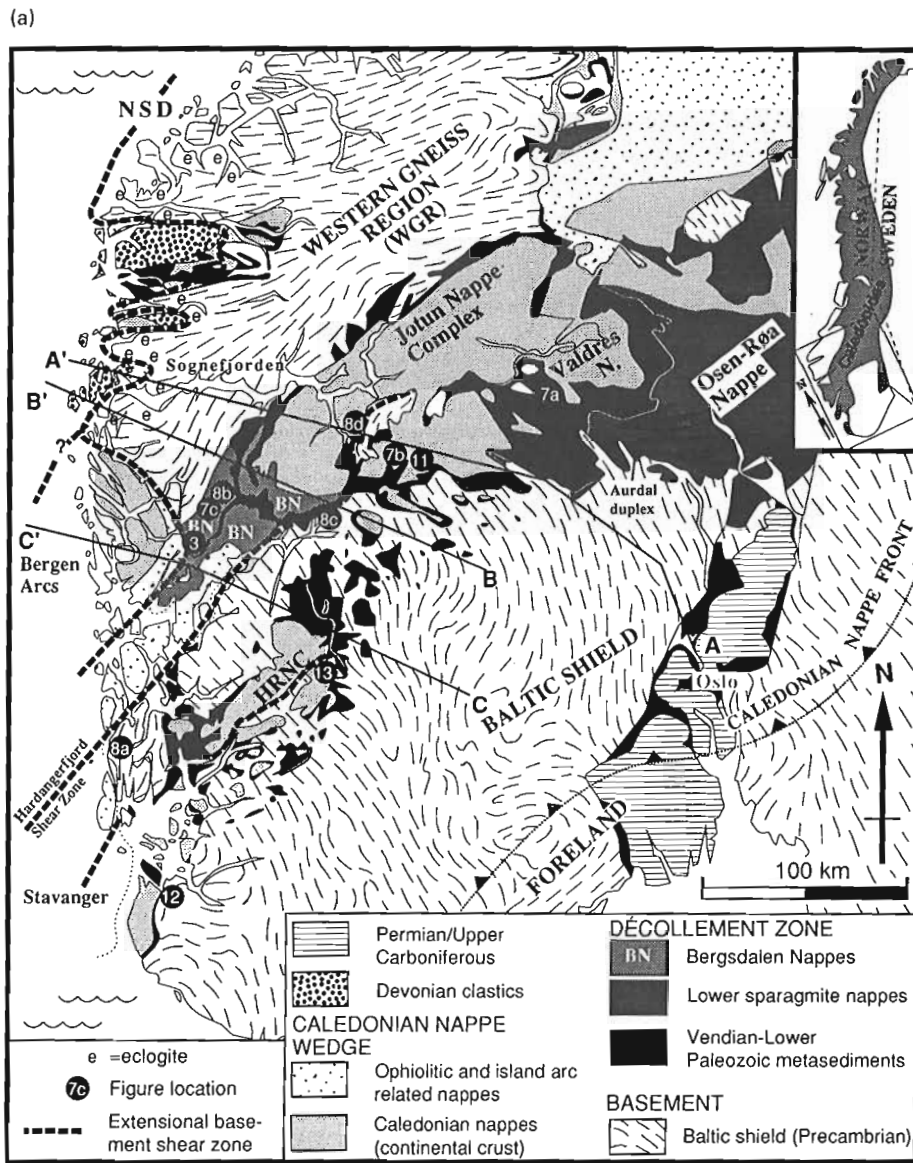 (a)
NSD
e
e
e
e
e
e
e
WESTERN GNEISS
REGION
(WGR)
NORWAY
SWEDEN
Caledonides
N
Jotun Nappe
Complex
Valdres
N.
Osen-Røa
Nappe
A'
Sognefjorden
B'
7a
8d
7b
11
?
8b
7c
BN
BN
BN
3
8c
Aurdal
duplex
C'
Bergen
Arcs
B
A
Oslo
C
BALTIC SHIELD
CALEDONIAN NAPPE FRONT
N
HRNC
13
8a
Hardangerfjord
Shear Zone
FORELAND
100 km
Stavanger
12
e =eclogite
7c Figure location
Extensional base-
ment shear zone
Permian/Upper
Carboniferous
Devonian clastics
CALEDONIAN NAPPE
WEDGE
Ophiolitic and island arc
related nappes
Caledonian nappes
(continental crust)
DÉCOLLEMENT ZONE
BN Bergsdalen Nappes
Lower sparagmite nappes
Vendian-Lower
Paleozoic metasediments
BASEMENT
Baltic shield (Precambrian)